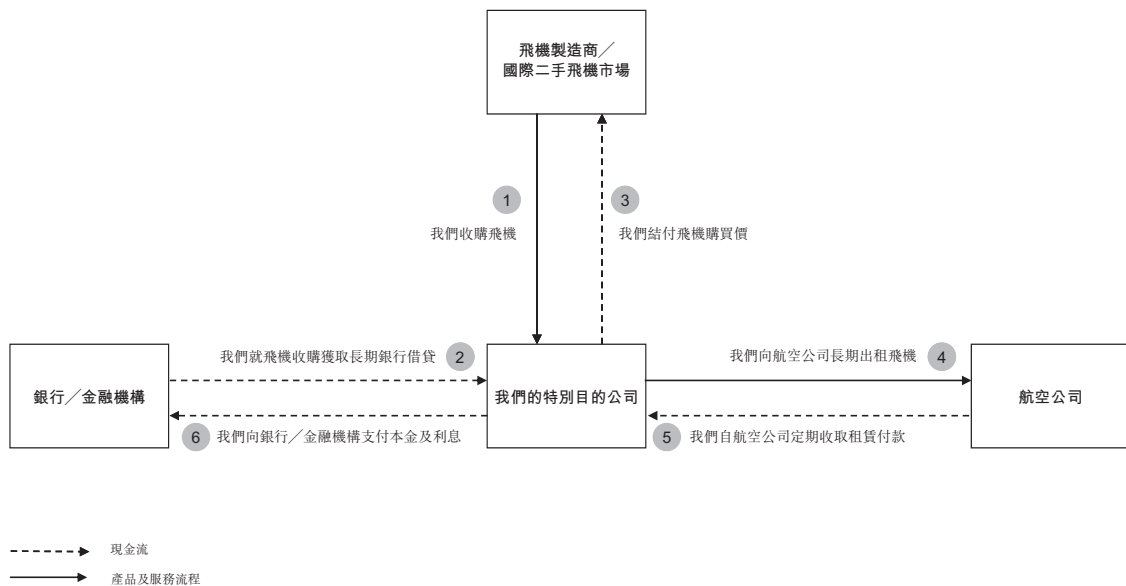 飛機製造商／
國際二手飛機市場
1
3
我們收購飛機
我們結付飛機購買價
我們就飛機收購獲取長期銀行借貸
2
我們向航空公司長期出租飛機
4
銀行／金融機構
我們的特別目的公司
航空公司
6
我們向銀行／金融機構支付本金及利息
5
我們自航空公司定期收取租賃付款
現金流
產品及服務流程